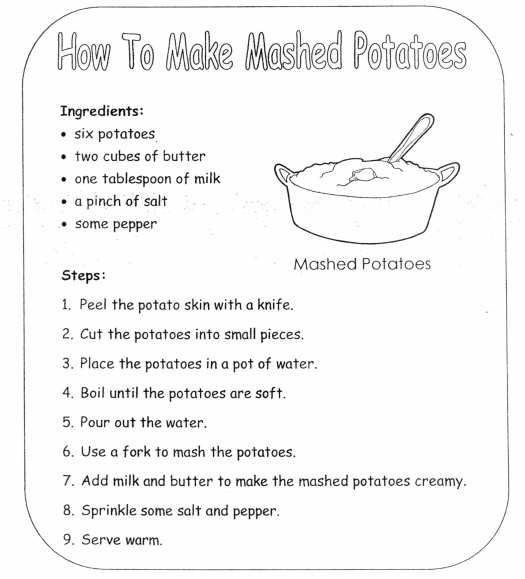 How To Make Mashed Potatoes
Ingredients:
• six potatoes
• two cubes of butter
• one tablespoon of milk
• a pinch of salt
• some pepper
Mashed Potatoes
Steps:
1. Peel the potato skin with a knife.
2. Cut the potatoes into small pieces.
3. Place the potatoes in a pot of water.
4. Boil until the potatoes are soft.
5. Pour out the water.
6. Use a fork to mash the potatoes.
7. Add milk and butter to make the mashed potatoes creamy.
8. Sprinkle some salt and pepper.
9. Serve warm.